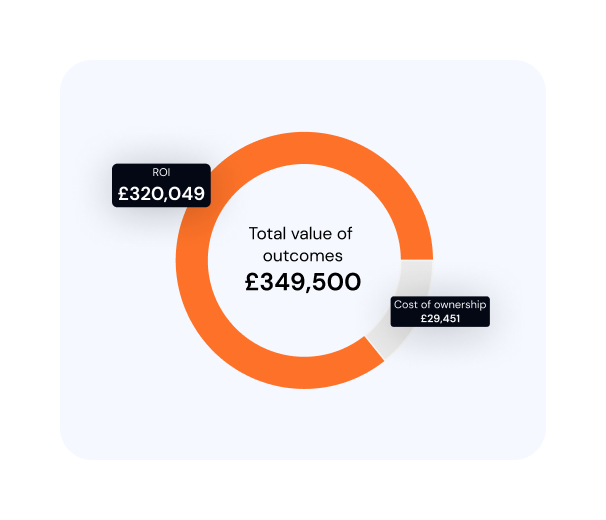 ROI
£320,049
Total value of
outcomes
£349,500
Cost of ownership
£29,451